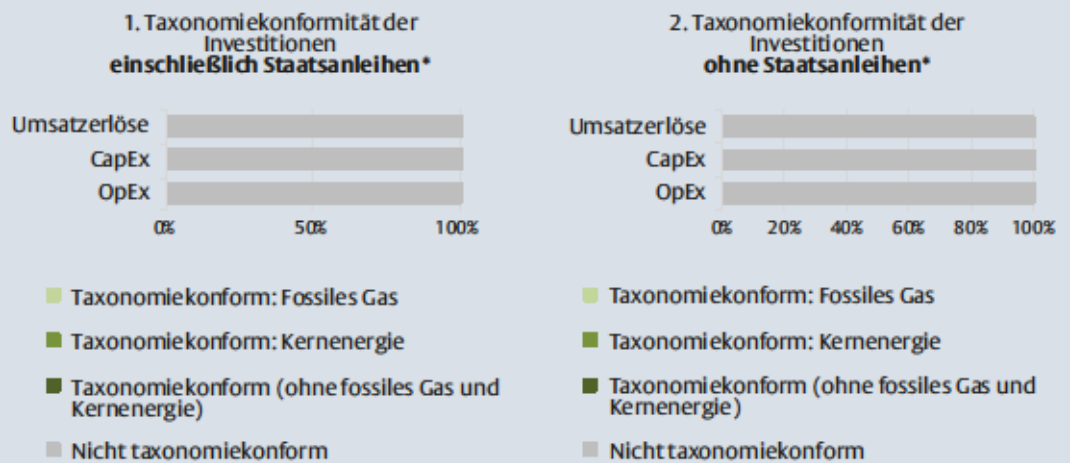 1. Taxonomiekonformität der
Investitionen
einschließlich Staatsanleihen*
Umsatzerlöse
CapEx
OpEx
0% 50% 100%
Taxonomiekonform: Fossiles Gas
Taxonomiekonform: Kernenergie
Taxonomiekonform (ohne fossiles Gas und
Kernenergie)
Nicht taxonomiekonform
2. Taxonomiekonformität der
Investitionen
ohne Staatsanleihen*
Umsatzerlöse
CapEx
OpEx
0% 20% 40% 60% 80% 100%
Taxonomiekonform: Fossiles Gas
Taxonomiekonform: Kernenergie
Taxonomiekonform (ohne fossiles Gas und
Kernenergie)
Nicht taxonomiekonform